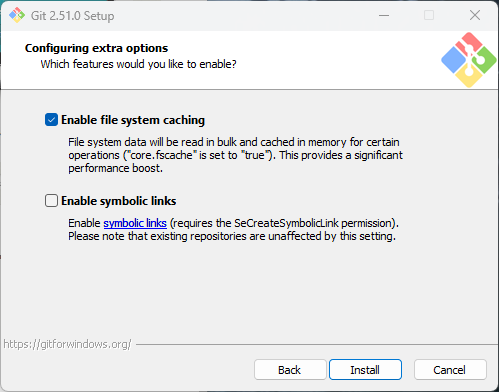 Git 2.51.0 Setup
Configuring extra options
Which features would you like to enable?
Enable file system caching
File system data will be read in bulk and cached in memory for certain
operations ("core.fscache" is set to "true"). This provides a significant
performance boost.
Enable symbolic links
Enable symbolic links (requires the SeCreateSymbolicLink permission).
Please note that existing repositories are unaffected by this setting.
https://gitforwindows.org/
Back Install Cancel